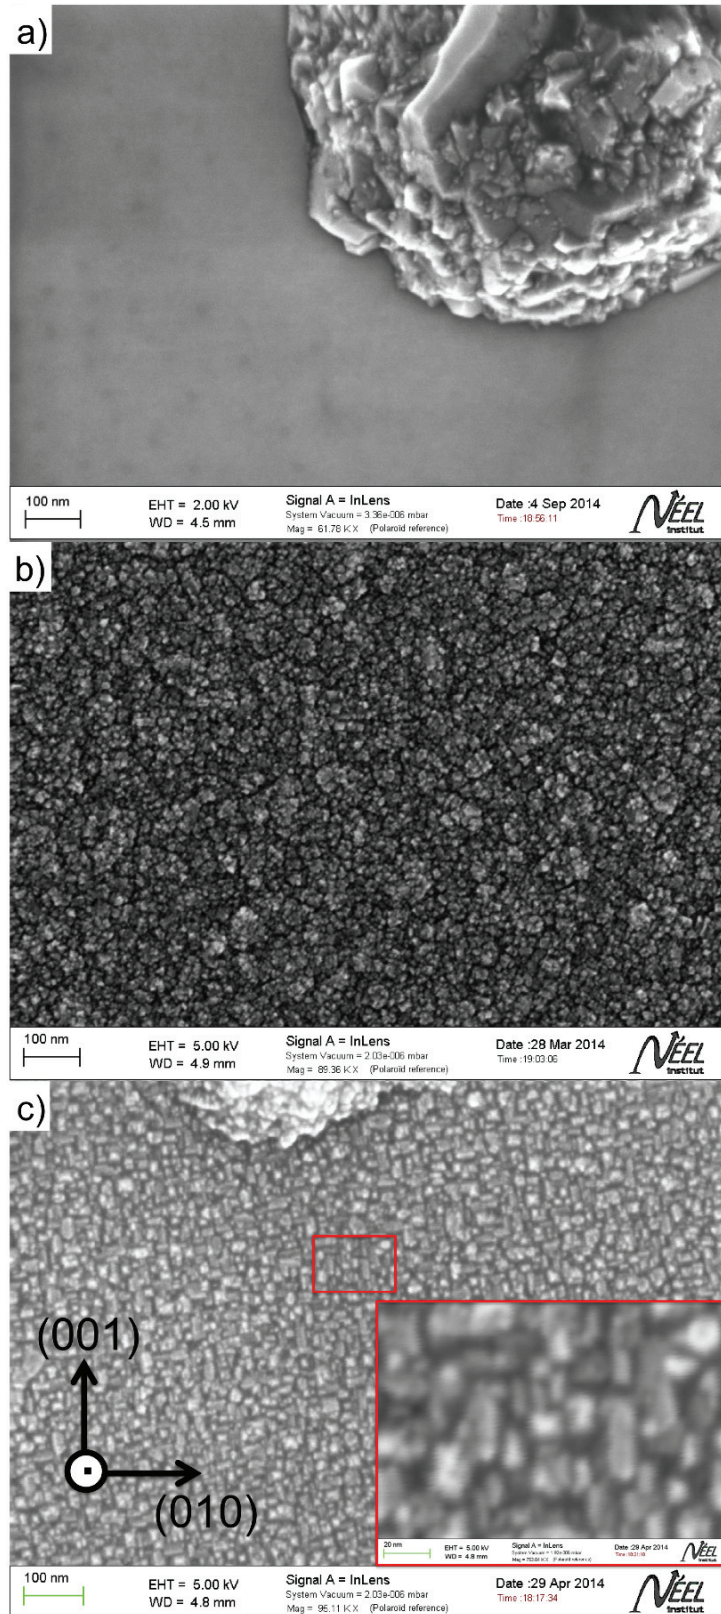 a)
100 nm
EHT = 2.00 kV
WD = 4.5 mm
Signal A = InLens
System Vacuum = 3.36e-006 mbar
Mag = 61.78 K X (Polaroid reference)
Date :4 Sep 2014
Time :18:56:11
NÉEL
institut
b)
100 nm
EHT = 5.00 kV
WD = 4.9 mm
Signal A = InLens
System Vacuum = 2.03e-006 mbar
Mag = 89.36 K X (Polaroid reference)
Date :28 Mar 2014
Time :19:03:06
NÉEL
institut
c)
(001)
(010)
20 nm
EHT = 5.00 kV
WD = 4.8 mm
Signal A = InLens
System Vacuum =
Mag =
(Polaroid reference)
Date :29 Apr 2014
NÉEL
institut
100 nm
EHT = 5.00 kV
WD = 4.8 mm
Signal A = InLens
System Vacuum = 2.03e-006 mbar
Mag = 95.11 K X (Polaroid reference)
Date :29 Apr 2014
Time :18:17:34
NÉEL
institut